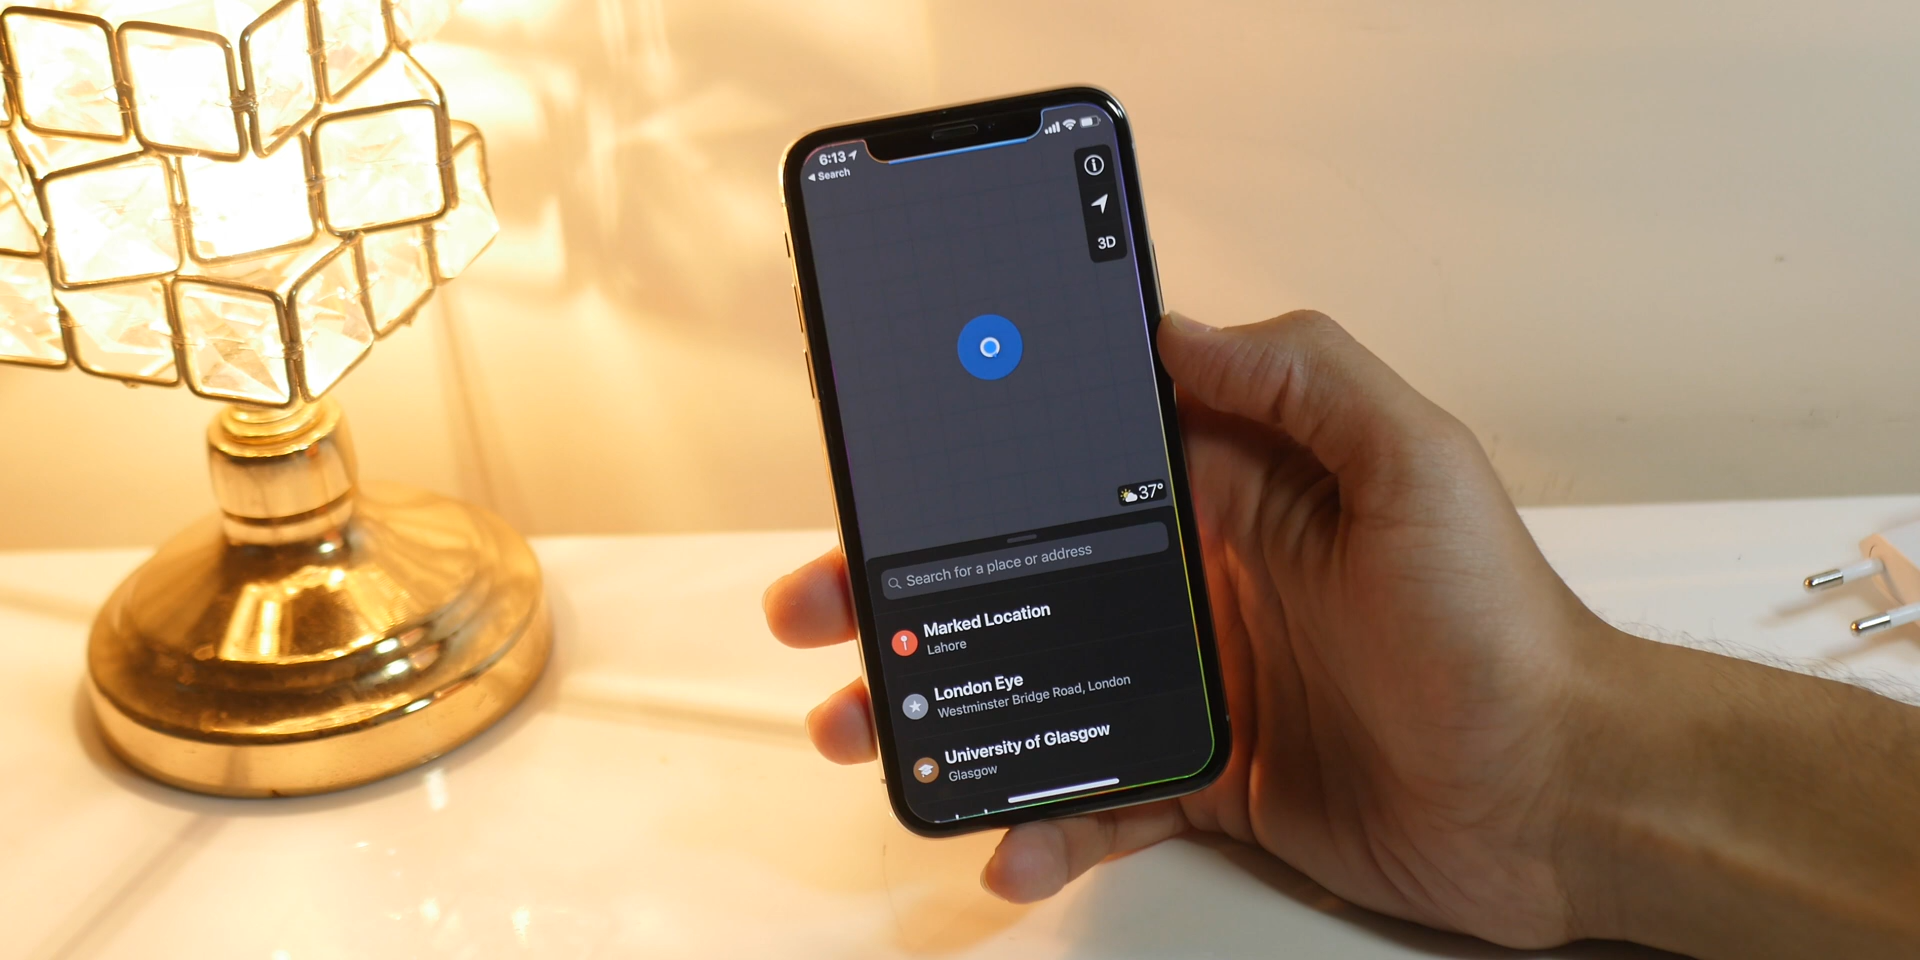 6:13
Search
3D
37°
Search for a place or address
Marked Location
Lahore
London Eye
Westminster Bridge Road, London
University of Glasgow
Glasgow